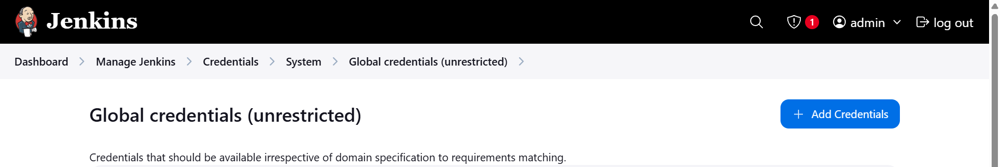 Jenkins
1
admin
log out
Dashboard
Manage Jenkins
Credentials
System
Global credentials (unrestricted)
Global credentials (unrestricted)
Add Credentials
Credentials that should be available irrespective of domain specification to requirements matching.